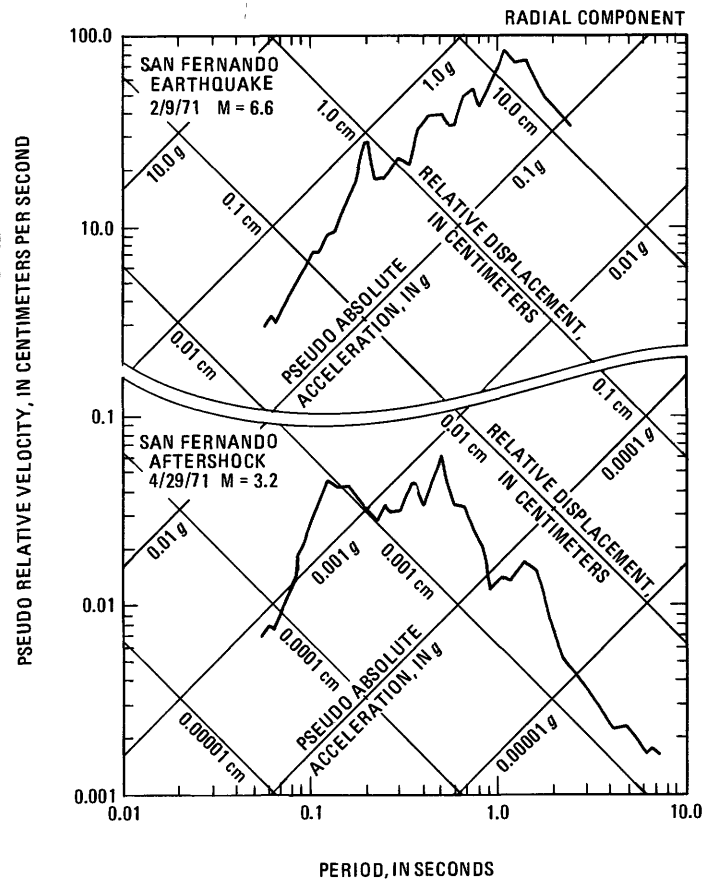 RADIAL COMPONENT
100.0
SAN FERNANDO
EARTHQUAKE
2/9/71 M = 6.6
10.0 g
1.0 cm
1.0 g
10.0 cm
0.1 g
0.1 cm
RELATIVE DISPLACEMENT,
IN CENTIMETERS
10.0
0.01 g
PSEUDO ABSOLUTE
ACCELERATION, IN g
0.01 cm
0.1 cm
0.1
SAN FERNANDO
AFTERSHOCK
4/29/71 M = 3.2
0.01 cm
0.0001 g
RELATIVE DISPLACEMENT,
IN CENTIMETERS
0.01 g
0.001 g
0.001 cm
0.01
0.0001 cm
PSEUDO ABSOLUTE
ACCELERATION, IN g
0.00001 cm
0.00001 g
0.001
0.01
0.1
1.0
10.0
PERIOD, IN SECONDS
PSEUDO RELATIVE VELOCITY, IN CENTIMETERS PER SECOND